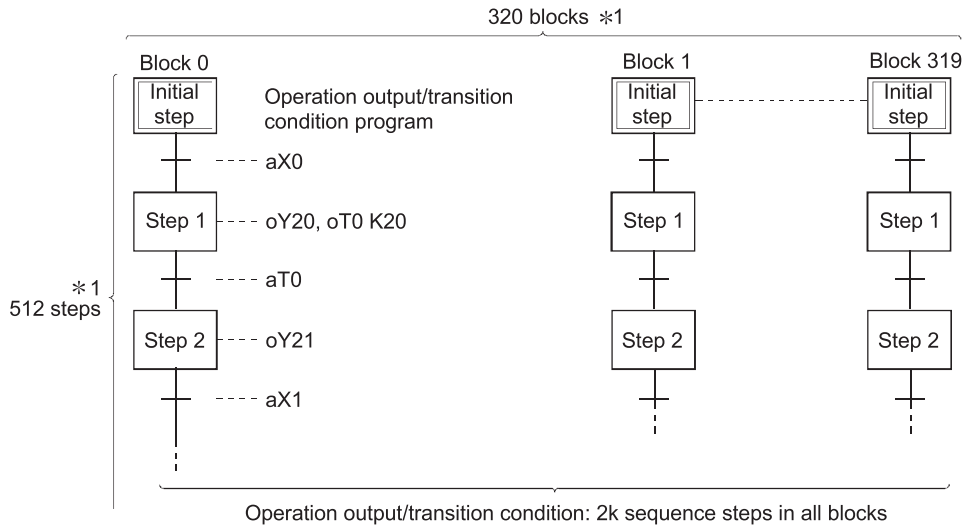 320 blocks *1
Block 0
Block 1
Block 319
Initial
step
Operation output/transition
condition program
Initial
step
Initial
step
aX0
Step 1
oY20, oT0 K20
Step 1
Step 1
aT0
*1
512 steps
Step 2
oY21
Step 2
Step 2
aX1
Operation output/transition condition: 2k sequence steps in all blocks